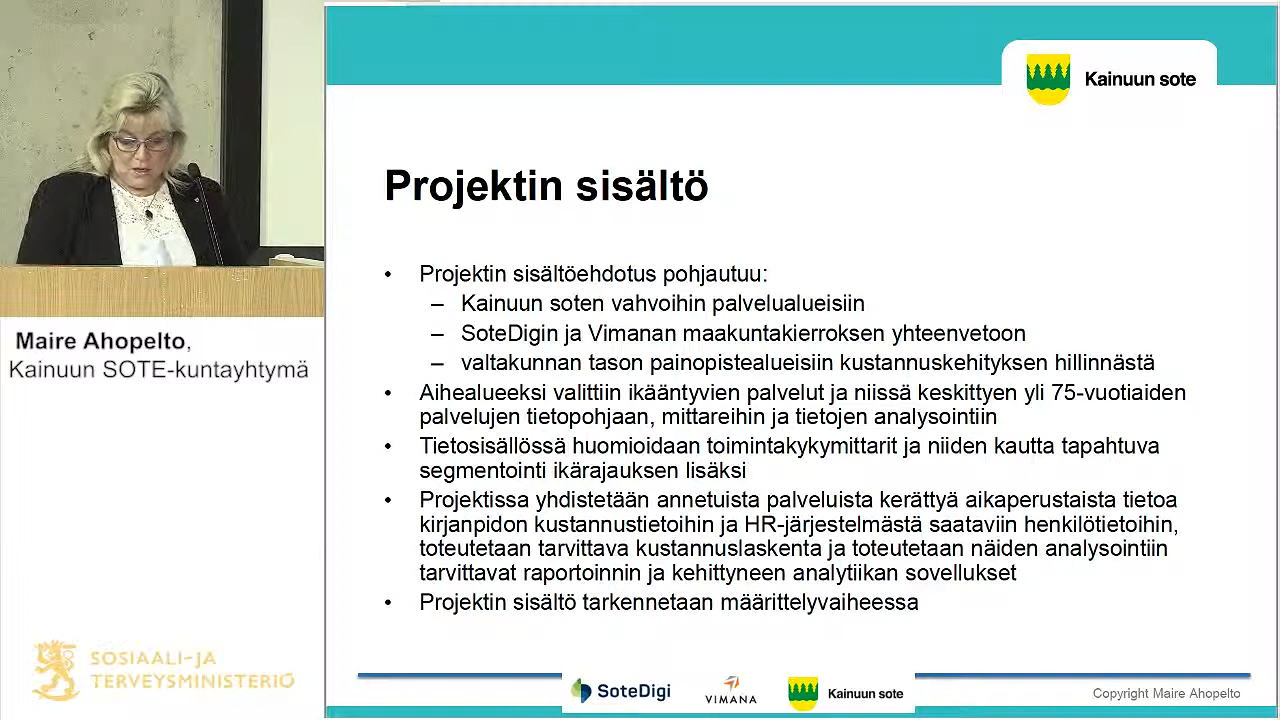 Kainuun sote
Projektin sisältö
• Projektin sisältöehdotus pohjautuu:
– Kainuun soten vahvoihin palvelualueisiin
– SoteDigin ja Vimanan maakuntakierroksen yhteenvetoon
– valtakunnan tason painopistealueisiin kustannuskehityksen hillinnästä
• Aihealueeksi valittiin ikääntyvien palvelut ja niissä keskittyen yli 75-vuotiaiden
palvelujen tietopohjaan, mittareihin ja tietojen analysointiin
• Tietosisällössä huomioidaan toimintakykymittarit ja niiden kautta tapahtuva
segmentointi ikärajauksen lisäksi
• Projektissa yhdistetään annetuista palveluista kerättyä aikaperustaista tietoa
kirjanpidon kustannustietoihin ja HR-järjestelmästä saataviin henkilötietoihin,
toteutetaan tarvittava kustannuslaskenta ja toteutetaan näiden analysointiin
tarvittavat raportoinnin ja kehittyneen analytiikan sovellukset
• Projektin sisältö tarkennetaan määrittelyvaiheessa
Maire Ahopelto,
Kainuun SOTE-kuntayhtymä
SOSIAALI- JA
TERVEYSMINISTERIÖ
SoteDigi
VIMANA
Kainuun sote
Copyright Maire Ahopelto